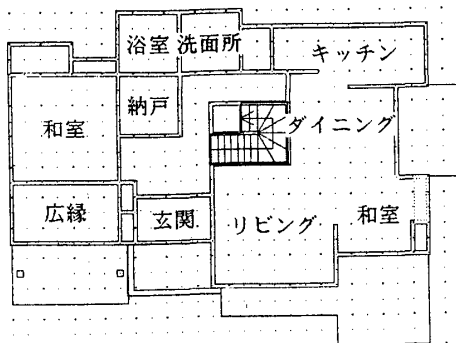 浴室 洗面所
キッチン
和室
納戸
ダイニング
広縁
玄関
リビング
和室